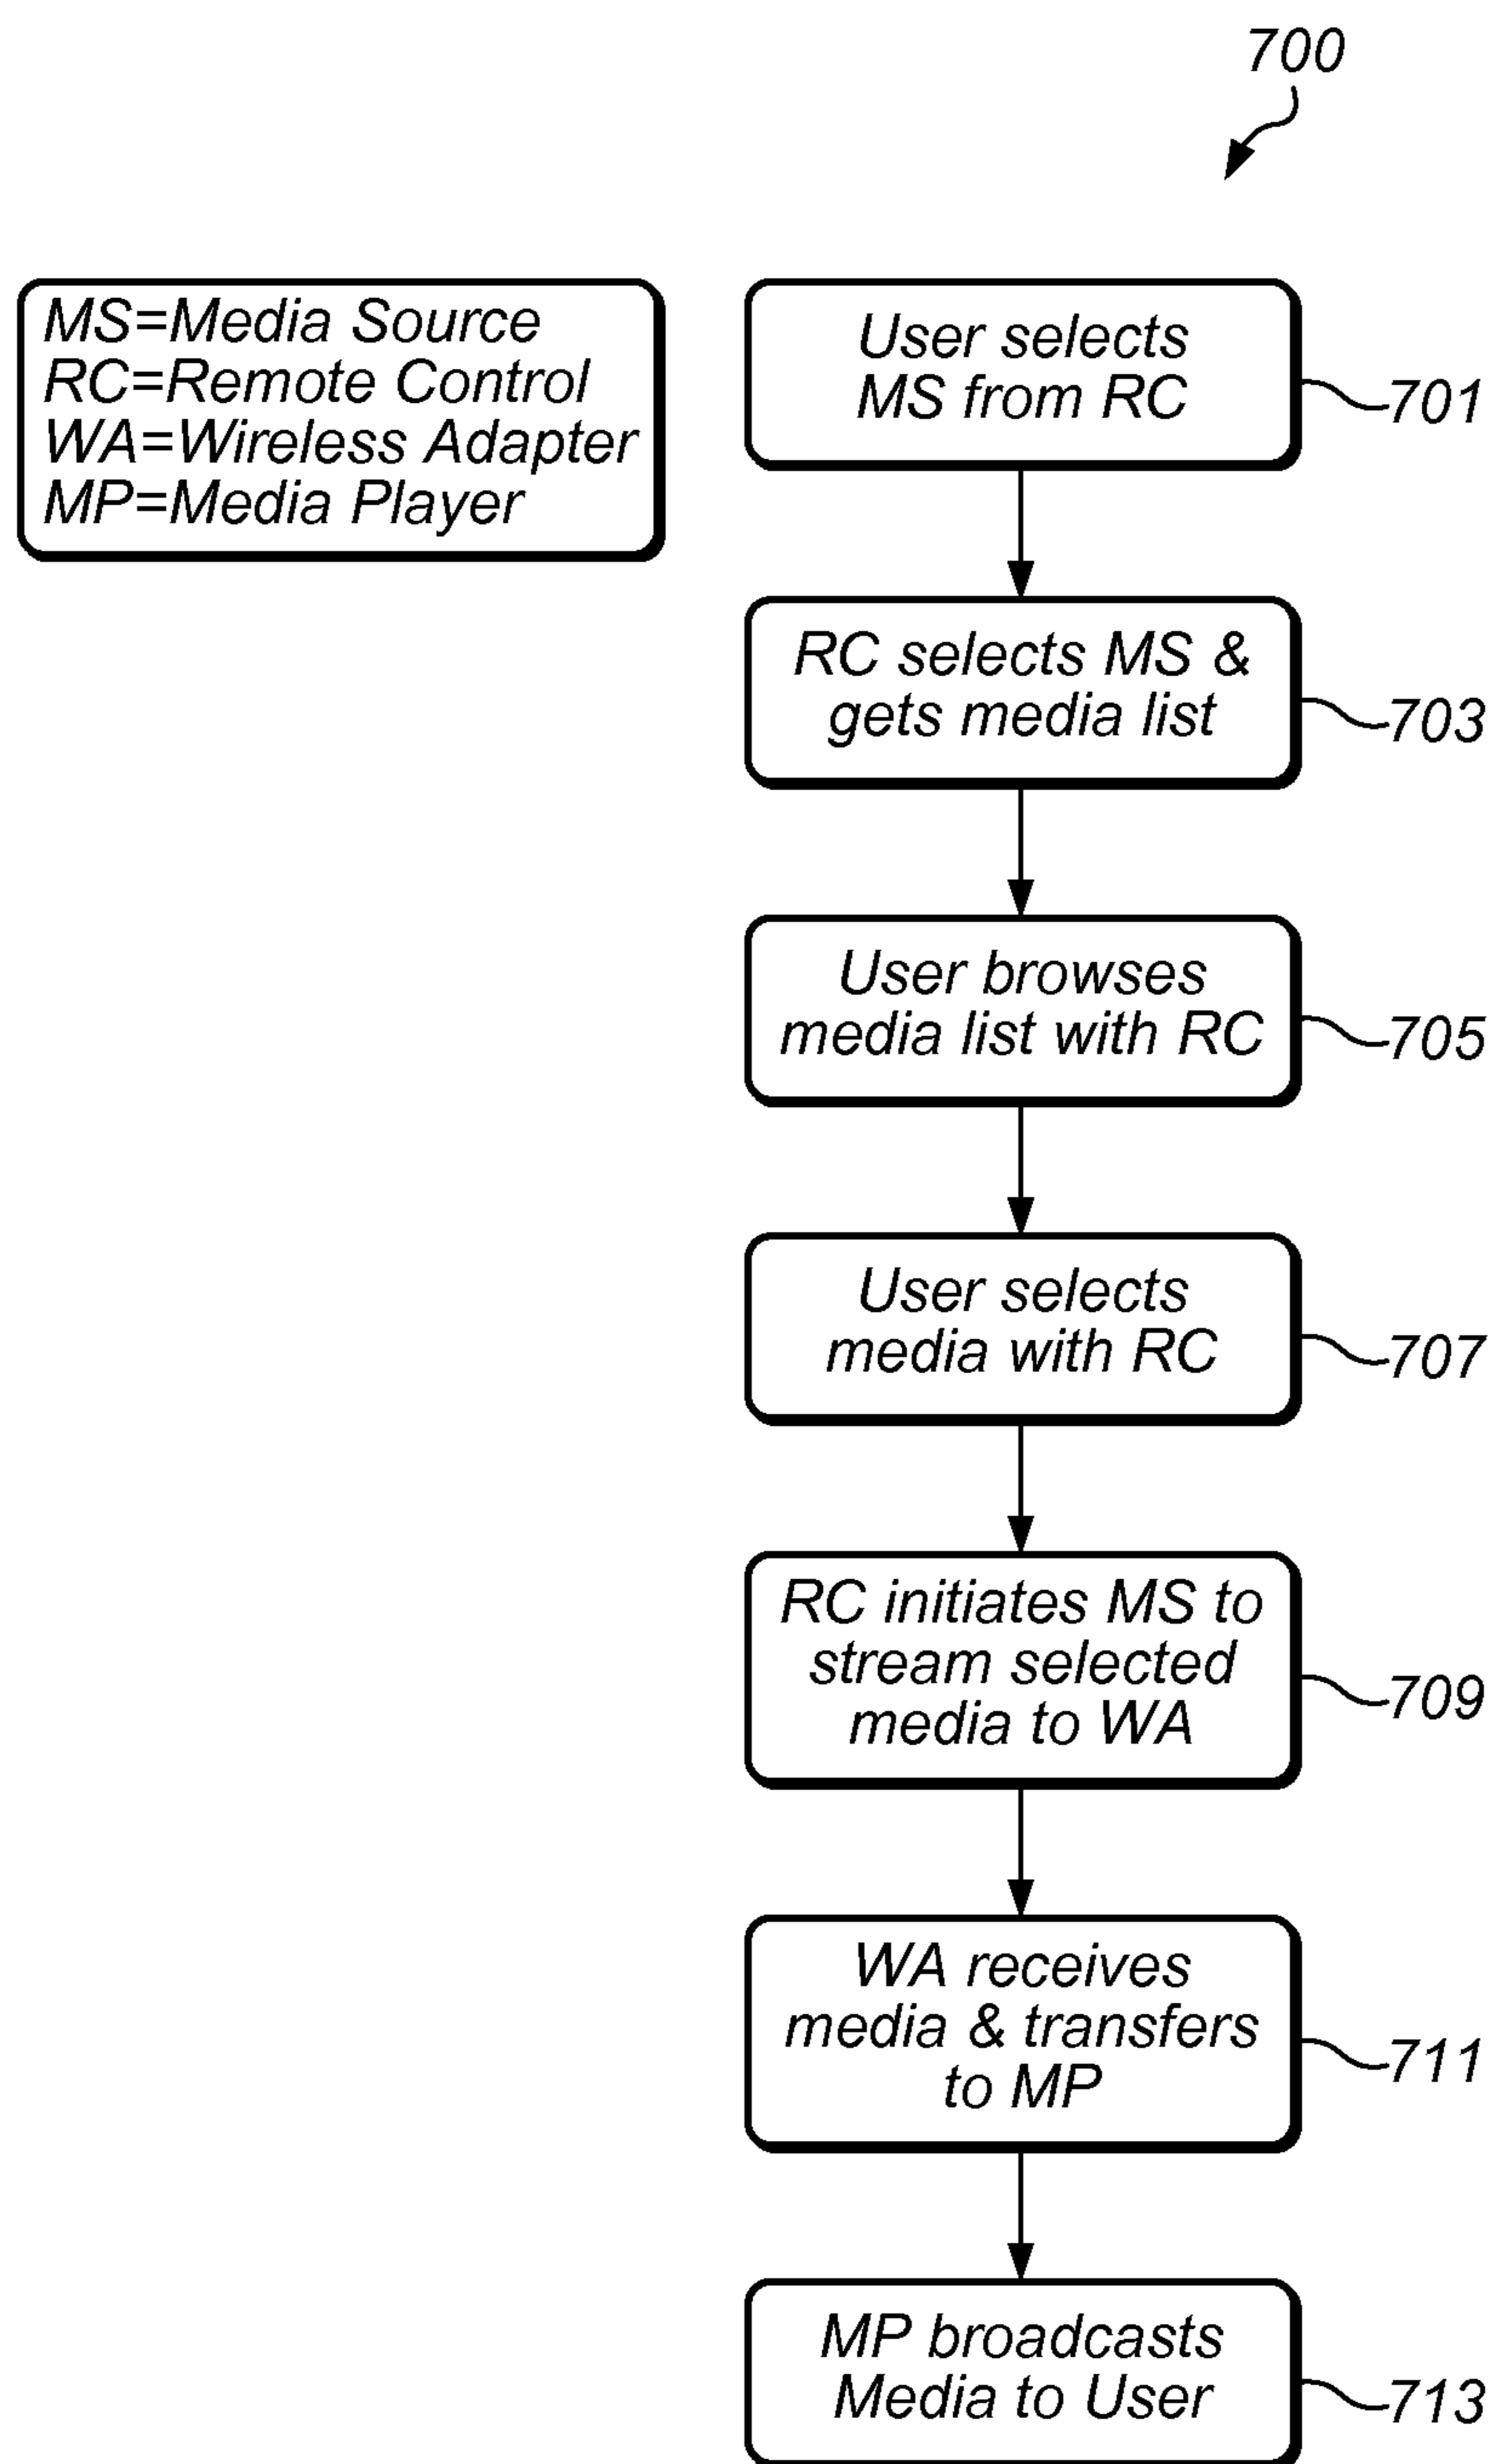 700
MS=Media Source
RC=Remote Control
WA=Wireless Adapter
MP=Media Player
User selects
MS from RC
701
RC selects MS &
gets media list
703
User browses
media list with RC
705
User selects
media with RC
707
RC initiates MS to
stream selected
media to WA
709
WA receives
media & transfers
to MP
711
MP broadcasts
Media to User
713